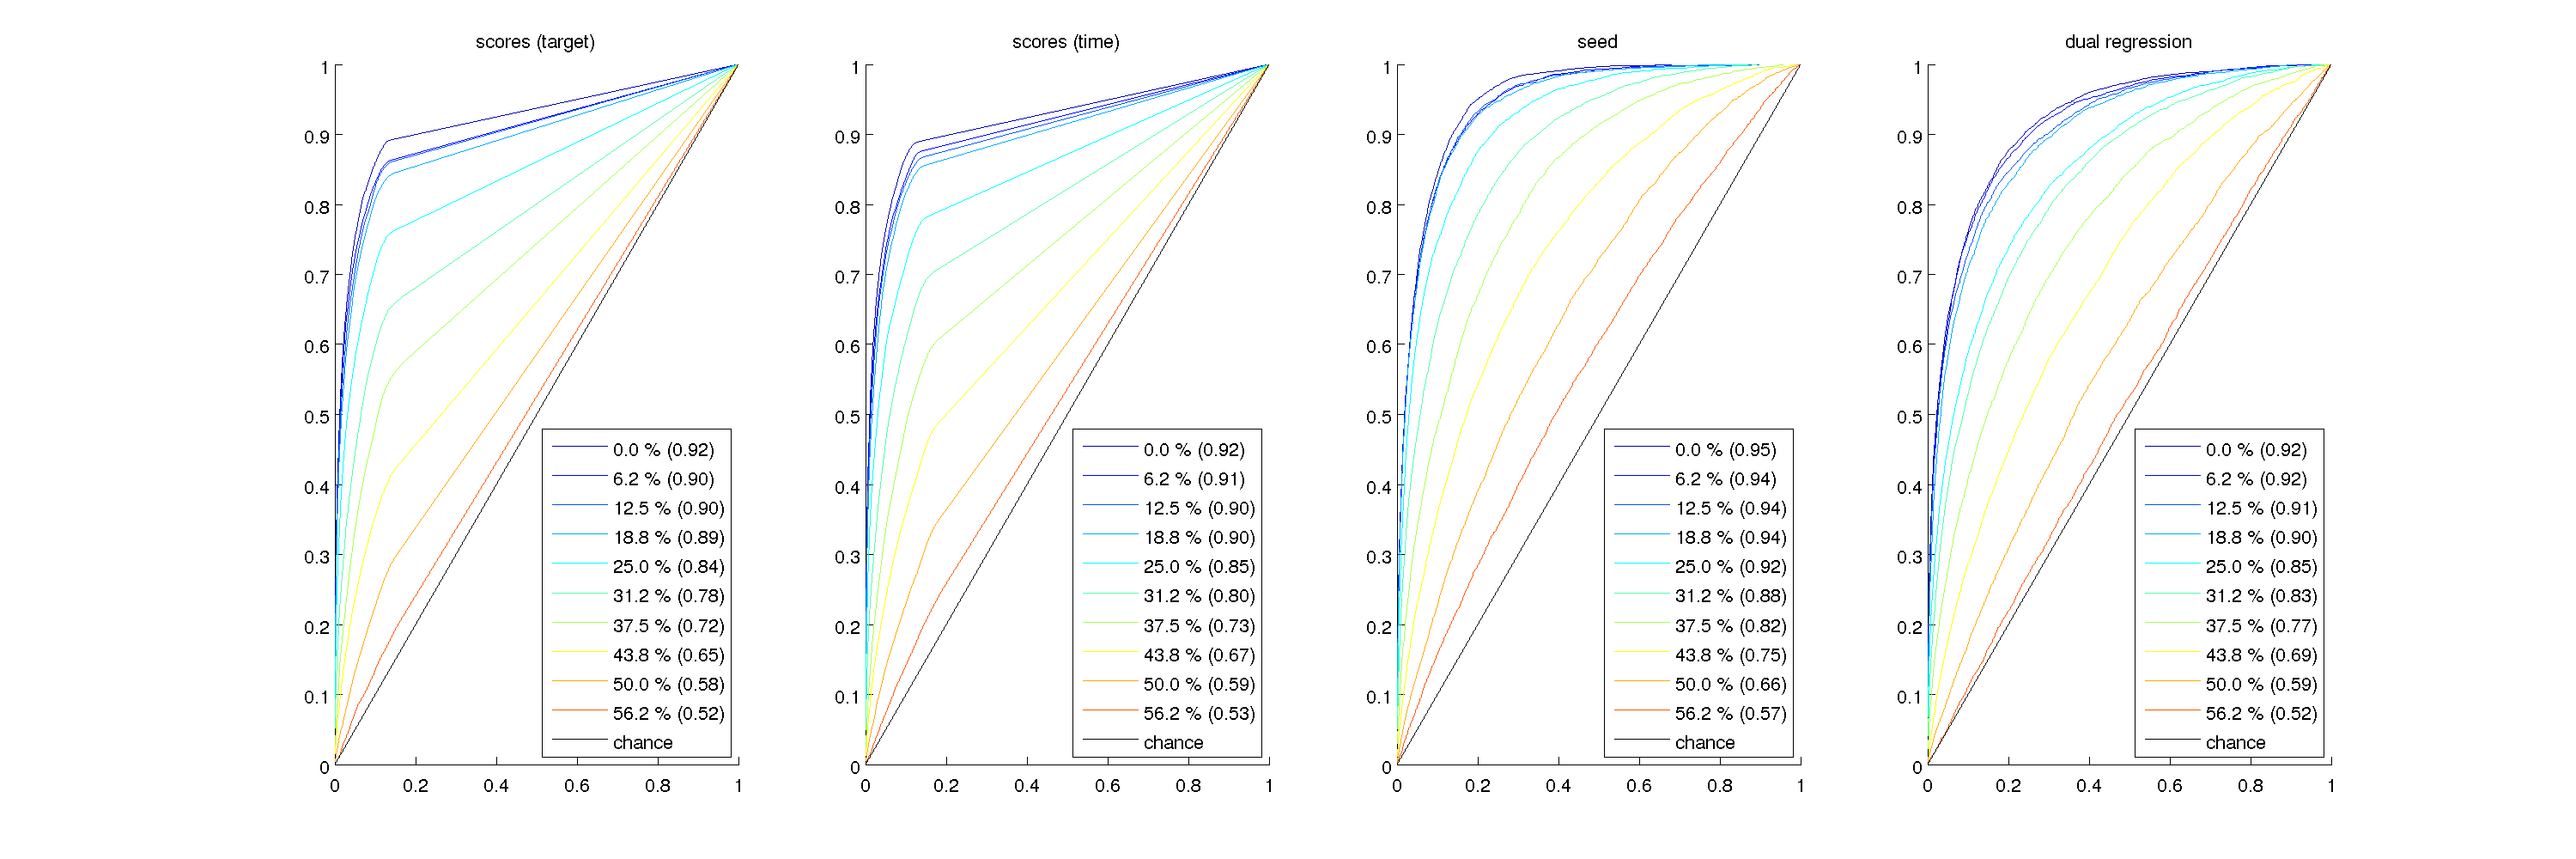 scores (target)
1
0.9
0.8
0.7
0.6
0.5
0.4
0.3
0.2
0.1
0
0
0.2
0.4
0.6
0.8
1
0.0 % (0.92)
6.2 % (0.90)
12.5 % (0.90)
18.8 % (0.89)
25.0 % (0.84)
31.2 % (0.78)
37.5 % (0.72)
43.8 % (0.65)
50.0 % (0.58)
56.2 % (0.52)
chance
scores (time)
1
0.9
0.8
0.7
0.6
0.5
0.4
0.3
0.2
0.1
0
0
0.2
0.4
0.6
0.8
1
0.0 % (0.92)
6.2 % (0.91)
12.5 % (0.90)
18.8 % (0.90)
25.0 % (0.85)
31.2 % (0.80)
37.5 % (0.73)
43.8 % (0.67)
50.0 % (0.59)
56.2 % (0.53)
chance
seed
1
0.9
0.8
0.7
0.6
0.5
0.4
0.3
0.2
0.1
0
0
0.2
0.4
0.6
0.8
1
0.0 % (0.95)
6.2 % (0.94)
12.5 % (0.94)
18.8 % (0.94)
25.0 % (0.92)
31.2 % (0.88)
37.5 % (0.82)
43.8 % (0.75)
50.0 % (0.66)
56.2 % (0.57)
chance
dual regression
1
0.9
0.8
0.7
0.6
0.5
0.4
0.3
0.2
0.1
0
0
0.2
0.4
0.6
0.8
1
0.0 % (0.92)
6.2 % (0.92)
12.5 % (0.91)
18.8 % (0.90)
25.0 % (0.85)
31.2 % (0.83)
37.5 % (0.77)
43.8 % (0.69)
50.0 % (0.59)
56.2 % (0.52)
chance